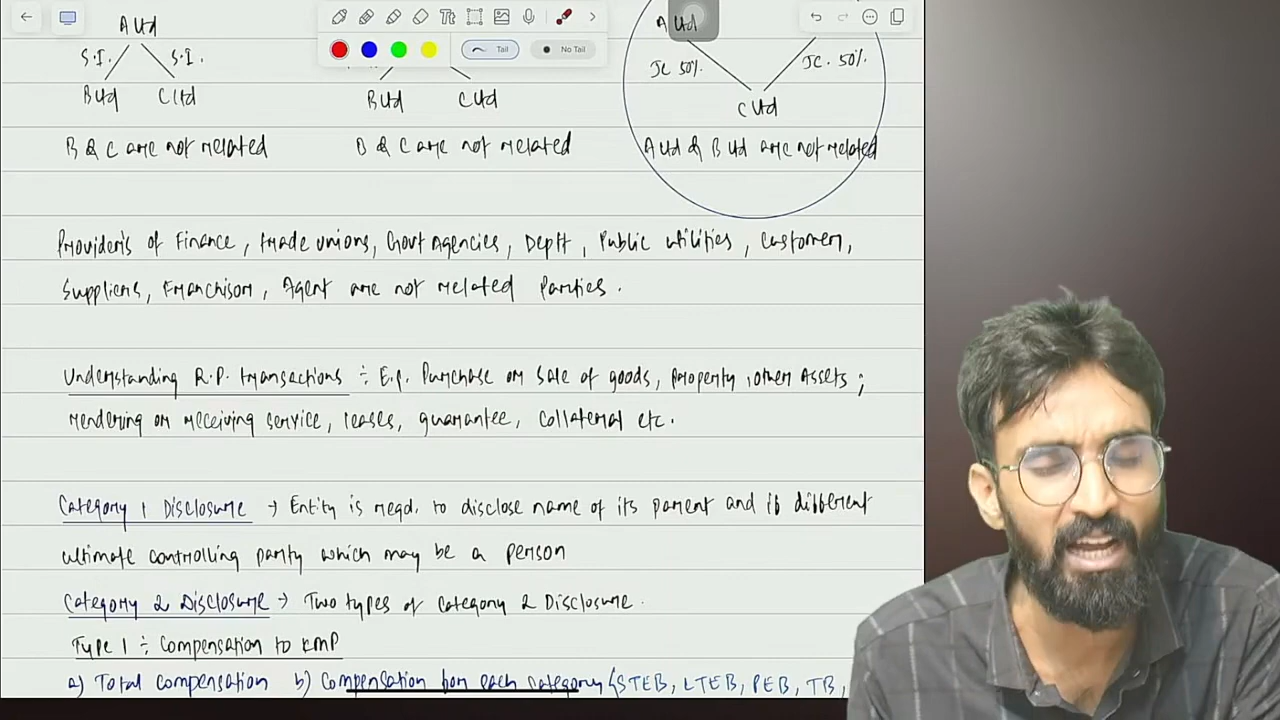 A Ltd
S.I. S.I.
B Ltd C Ltd
B & C are not related
B Ltd C Ltd
B & C are not related
A Ltd
JC 50% JC. 50%
C Ltd
A Ltd & B Ltd are not related
Tt
Tail No Tail
Providers of Finance, trade unions, Govt Agencies, Deptt, Public utilities, customer,
Suppliers, Franchisor, Agent are not related Parties.
Understanding R.P. transactions :- E.g. Purchase or sale of goods, property, other Assets;
rendering or receiving service, leases, guarantee, collateral etc.
Category 1 Disclosure → Entity is reqd. to disclose name of its parent and if different
ultimate controlling party which may be a person
Category 2 Disclosure → Two types of category 2 Disclosure.
Type 1 :- Compensation to KMP
a) Total compensation b) Compensation for each category (STEB, LTEB, PEB, TB,